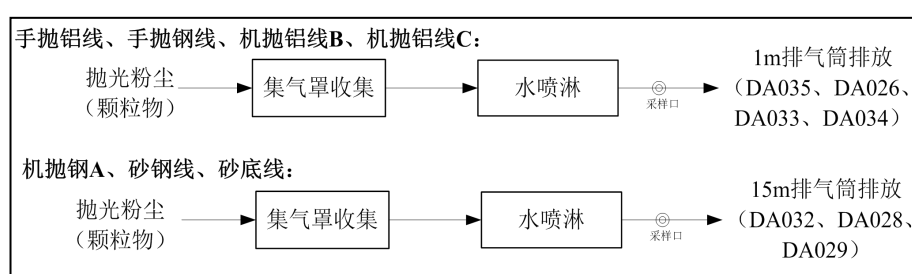 手抛铝线、手抛钢线、机抛铝线B、机抛铝线C：
抛光粉尘
（颗粒物）
集气罩收集
水喷淋
采样口
1m排气筒排放
（DA035、DA026、
DA033、DA034）
机抛钢A、砂钢线、砂底线：
抛光粉尘
（颗粒物）
集气罩收集
水喷淋
采样口
15m排气筒排放
（DA032、DA028、
DA029）